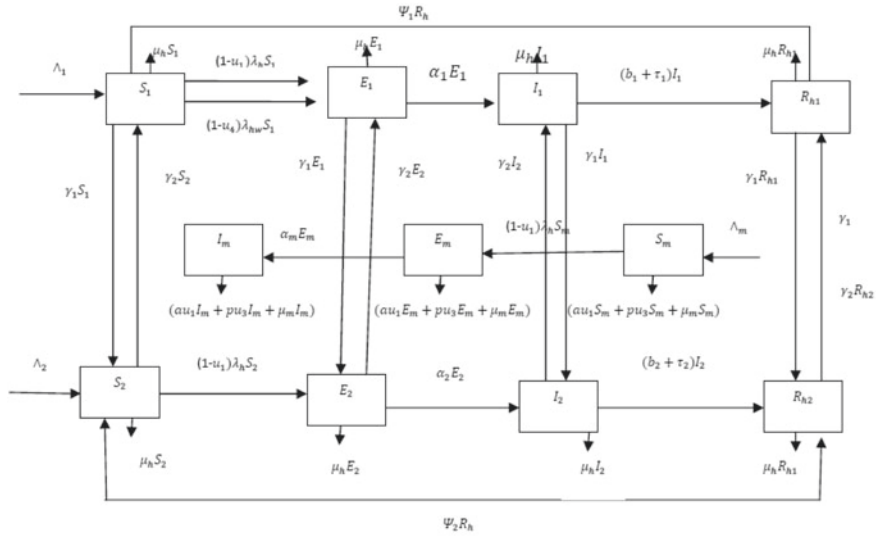 Ψ₁Rₕ
μₕS₁
(1-u₁)λₕS₁
μₕE₁
μₕI₁
μₕRₕ₁
Λ₁
S₁
E₁
α₁E₁
I₁
(b₁ + τ₁)I₁
Rₕ₁
(1-u₄)λₕwS₁
γ₁S₁
γ₂S₂
γ₁E₁
γ₂E₂
γ₂I₂
γ₁I₁
γ₁Rₕ₁
γ₁
Iₘ
αₘEₘ
Eₘ
(1-u₁)λₕSₘ
Sₘ
Λₘ
γ₂Rₕ₂
(au₁Iₘ + pu₃Iₘ + μₘIₘ)
(au₁Eₘ + pu₃Eₘ + μₘEₘ)
(au₁Sₘ + pu₃Sₘ + μₘSₘ)
Λ₂
S₂
(1-u₁)λₕS₂
E₂
α₂E₂
I₂
(b₂ + τ₂)I₂
Rₕ₂
μₕS₂
μₕE₂
μₕI₂
μₕRₕ₁
Ψ₂Rₕ